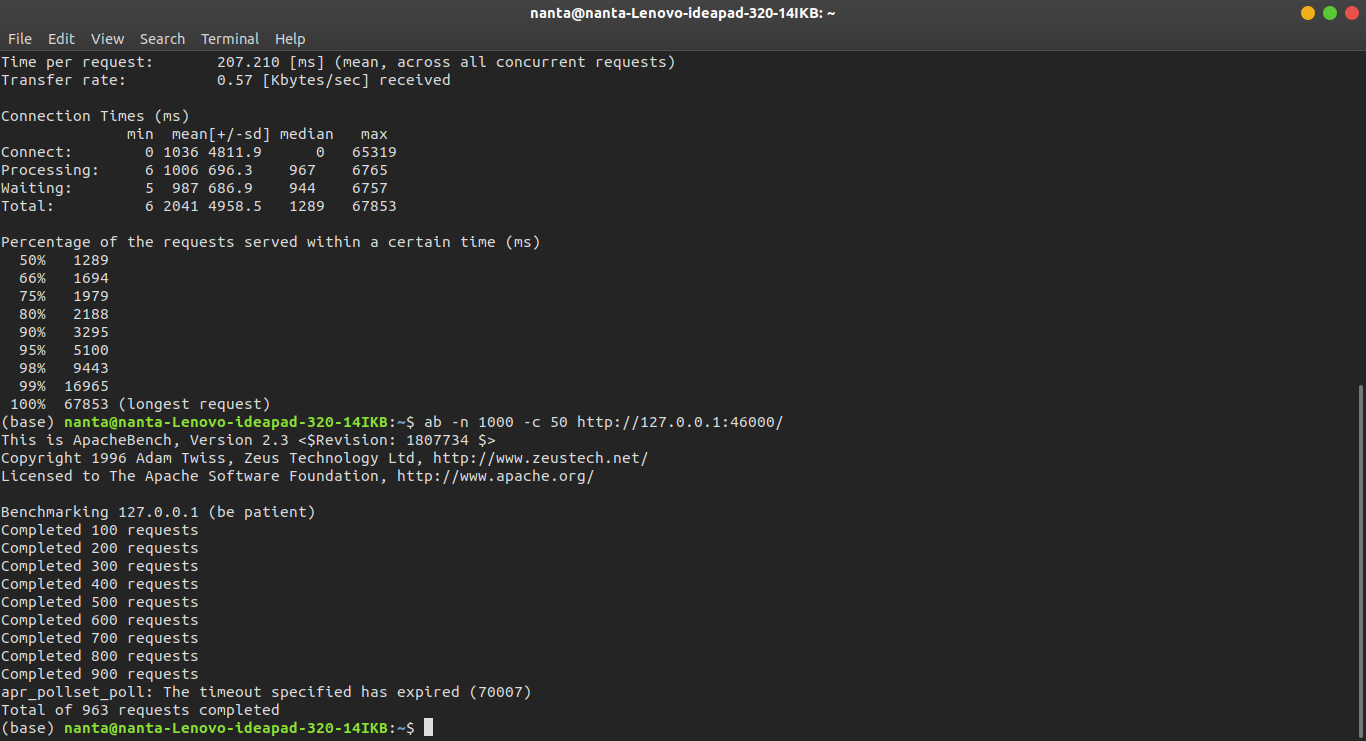 nanta@nanta-Lenovo-ideapad-320-14IKB: ~
File Edit View Search Terminal Help
Time per request:       207.210 [ms] (mean, across all concurrent requests)
Transfer rate:          0.57 [Kbytes/sec] received

Connection Times (ms)
              min  mean[+/-sd] median   max
Connect:        0 1036 4811.9      0   65319
Processing:     6 1006 696.3    967    6765
Waiting:        5  987 686.9    944    6757
Total:          6 2041 4958.5   1289   67853

Percentage of the requests served within a certain time (ms)
  50%   1289
  66%   1694
  75%   1979
  80%   2188
  90%   3295
  95%   5100
  98%   9443
  99%  16965
 100%  67853 (longest request)
(base) nanta@nanta-Lenovo-ideapad-320-14IKB:~$ ab -n 1000 -c 50 http://127.0.0.1:46000/
This is ApacheBench, Version 2.3 <$Revision: 1807734 $>
Copyright 1996 Adam Twiss, Zeus Technology Ltd, http://www.zeustech.net/
Licensed to The Apache Software Foundation, http://www.apache.org/

Benchmarking 127.0.0.1 (be patient)
Completed 100 requests
Completed 200 requests
Completed 300 requests
Completed 400 requests
Completed 500 requests
Completed 600 requests
Completed 700 requests
Completed 800 requests
Completed 900 requests
apr_pollset_poll: The timeout specified has expired (70007)
Total of 963 requests completed
(base) nanta@nanta-Lenovo-ideapad-320-14IKB:~$